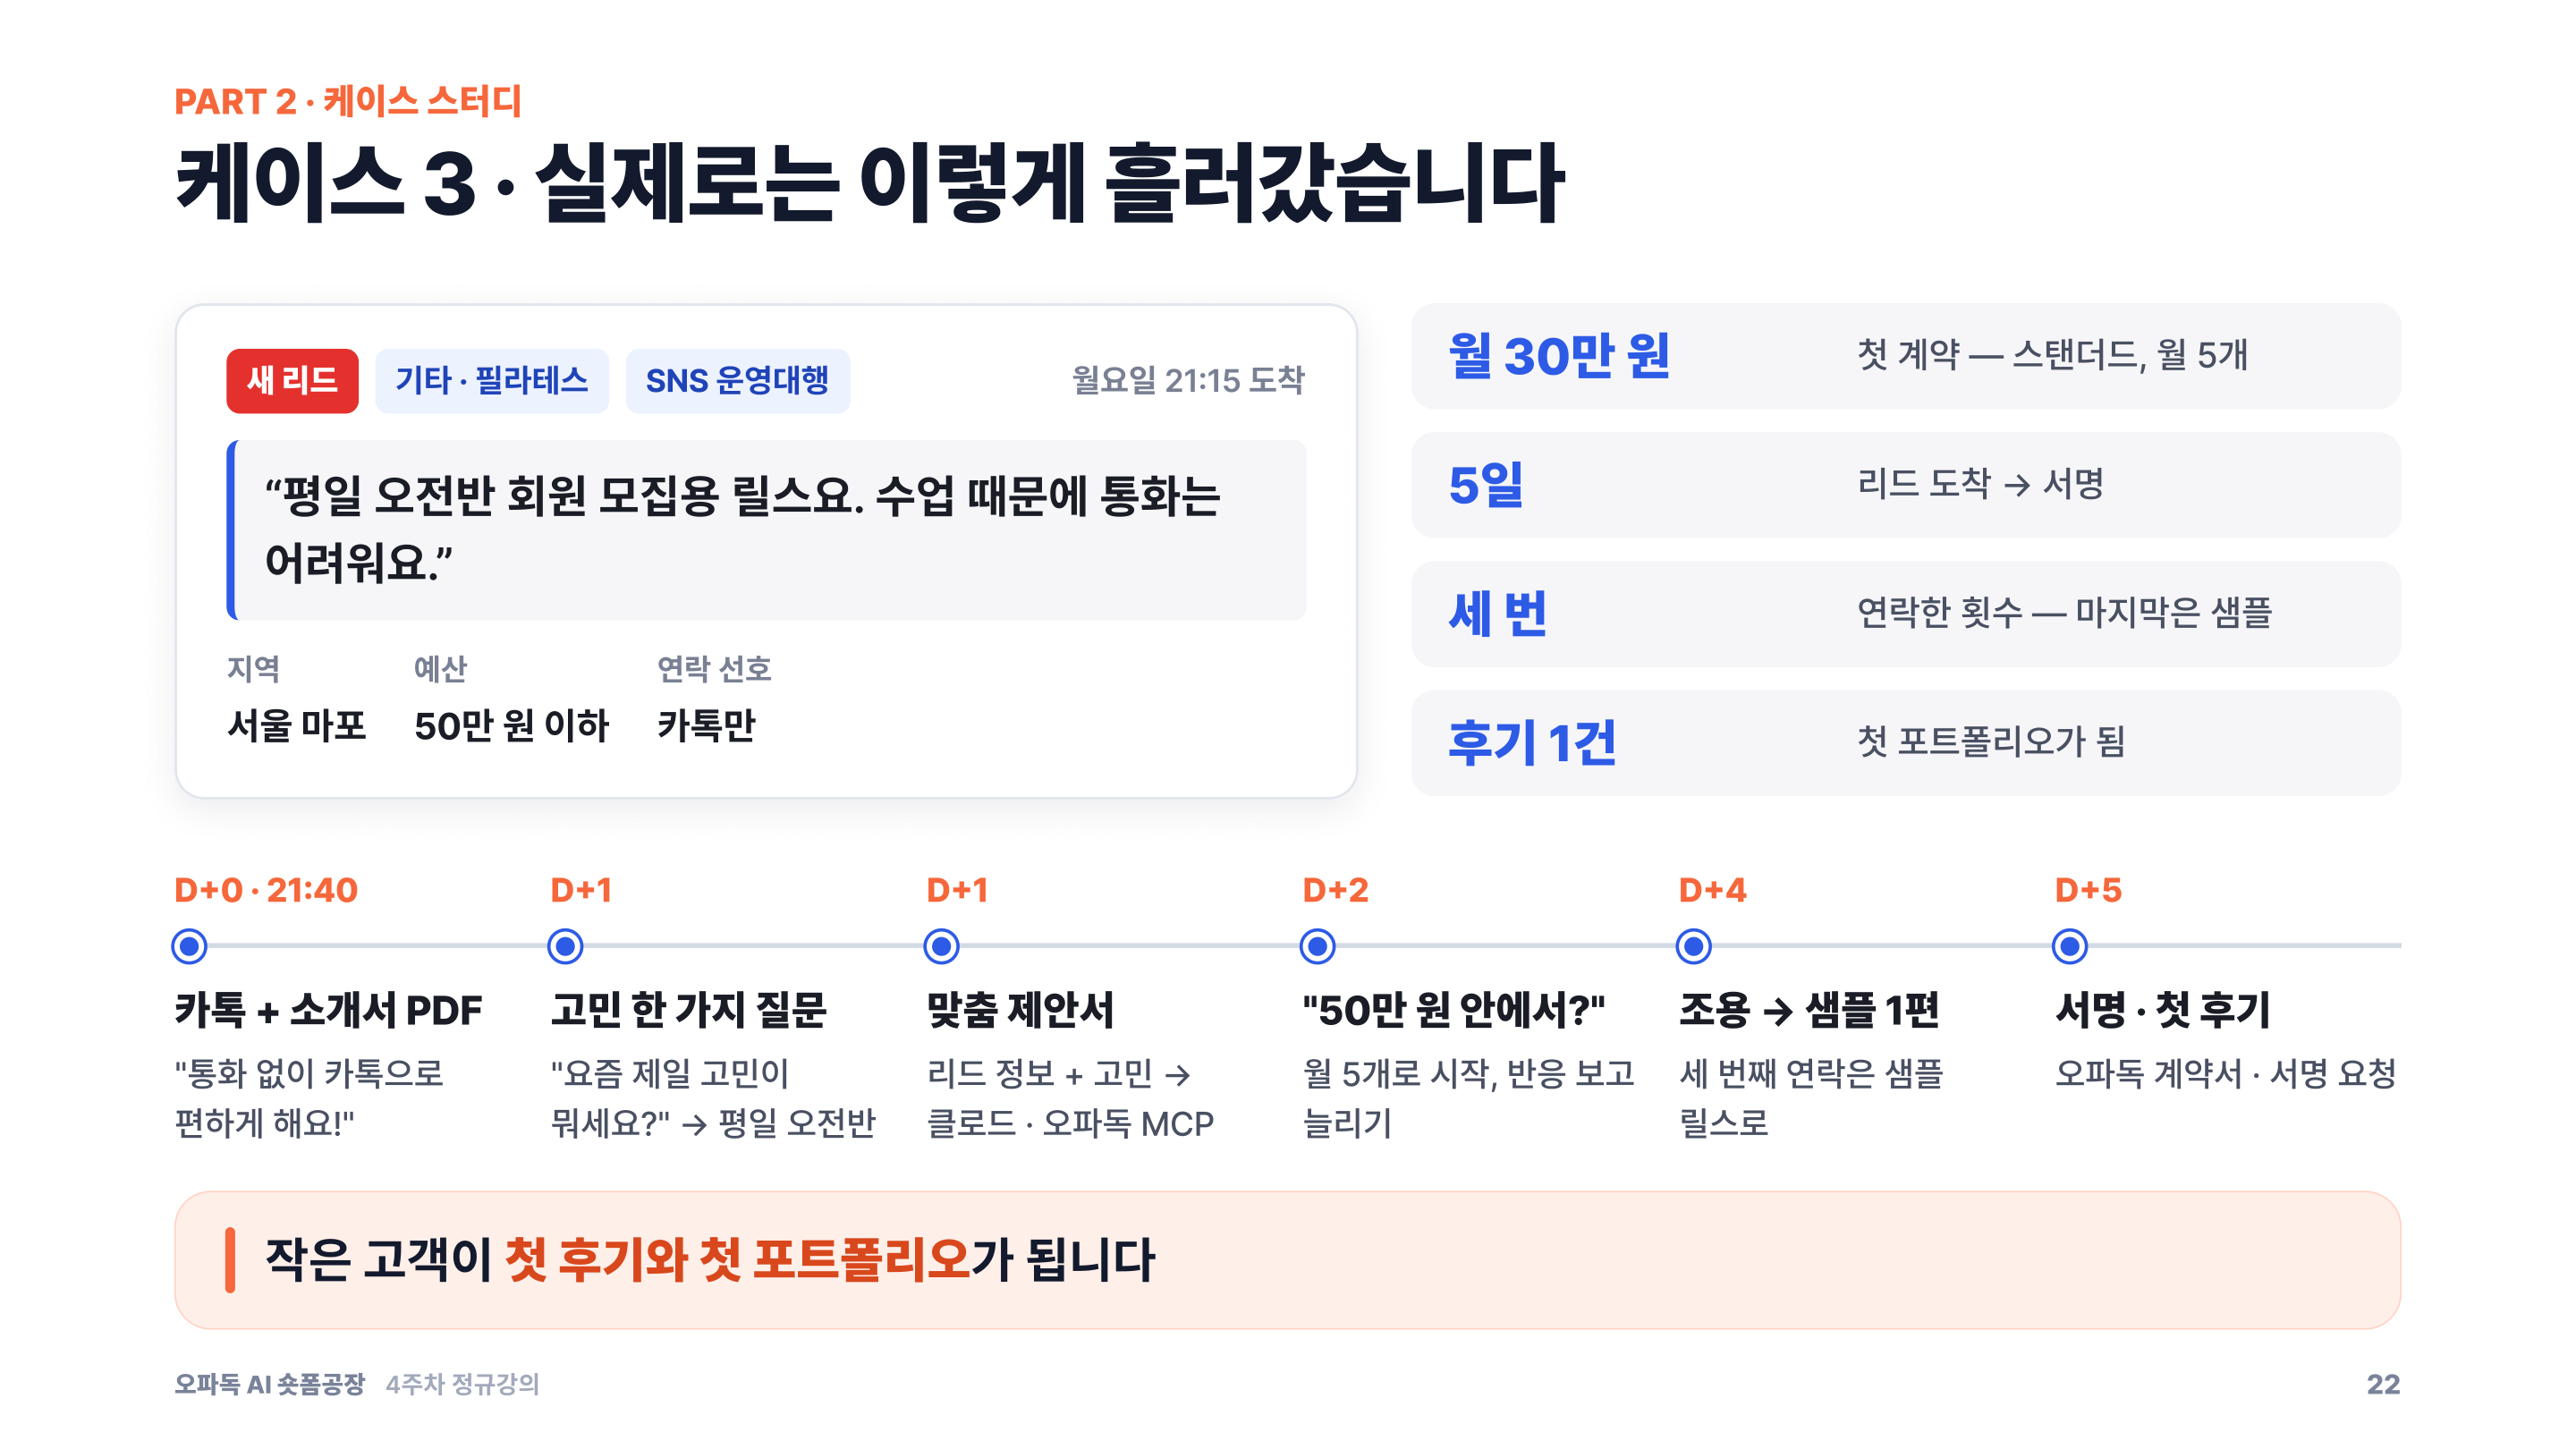 PART 2 · 케이스 스터디
케이스 3 · 실제로는 이렇게 흘러갔습니다
새 리드
기타 · 필라테스
SNS 운영대행
월요일 21:15 도착
“평일 오전반 회원 모집용 릴스요. 수업 때문에 통화는
어려워요.”
지역
예산
연락 선호
서울 마포
50만 원 이하
카톡만
월 30만 원
첫 계약 — 스탠더드, 월 5개
5일
리드 도착 → 서명
세 번
연락한 횟수 — 마지막은 샘플
후기 1건
첫 포트폴리오가 됨
D+0 · 21:40
카톡 + 소개서 PDF
"통화 없이 카톡으로
편하게 해요!"
D+1
고민 한 가지 질문
"요즘 제일 고민이
뭐세요?" → 평일 오전반
D+1
맞춤 제안서
리드 정보 + 고민 →
클로드 · 오파독 MCP
D+2
"50만 원 안에서?"
월 5개로 시작, 반응 보고
늘리기
D+4
조용 → 샘플 1편
세 번째 연락은 샘플
릴스로
D+5
서명 · 첫 후기
오파독 계약서 · 서명 요청
작은 고객이 첫 후기와 첫 포트폴리오가 됩니다
오파독 AI 숏폼공장 4주차 정규강의
22